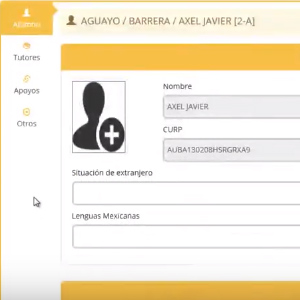 AGUAYO / BARRERA / AXEL JAVIER [2-A]
Alumno
Tutores
Apoyos
Otros
Nombre
AXEL JAVIER
CURP
AUBA130208HSRGRXA9
Situación de extranjero
Lenguas Mexicanas